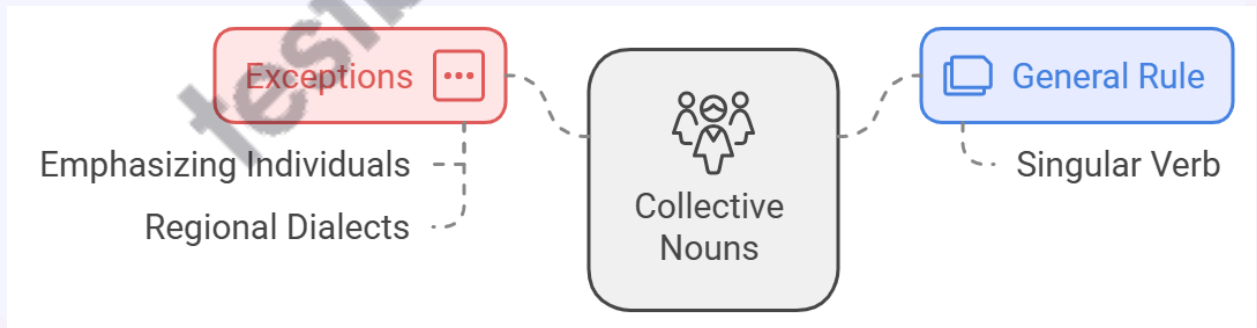 Exceptions
General Rule
Emphasizing Individuals
Singular Verb
Regional Dialects
Collective
Nouns